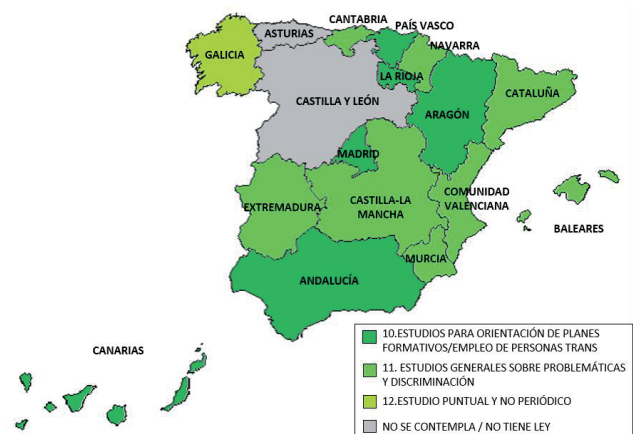 CANTABRIA
PAÍS VASCO
ASTURIAS
NAVARRA
GALICIA
LA RIOJA
CASTILLA Y LEÓN
CATALUÑA
ARAGÓN
MADRID
COMUNIDAD
VALENCIANA
CASTILLA-LA
MANCHA
EXTREMADURA
BALEARES
MURCIA
ANDALUCÍA
CANARIAS
10.ESTUDIOS PARA ORIENTACIÓN DE PLANES
FORMATIVOS/EMPLEO DE PERSONAS TRANS
11. ESTUDIOS GENERALES SOBRE PROBLEMÁTICAS
Y DISCRIMINACIÓN
12.ESTUDIO PUNTUAL Y NO PERIÓDICO
NO SE CONTEMPLA / NO TIENE LEY